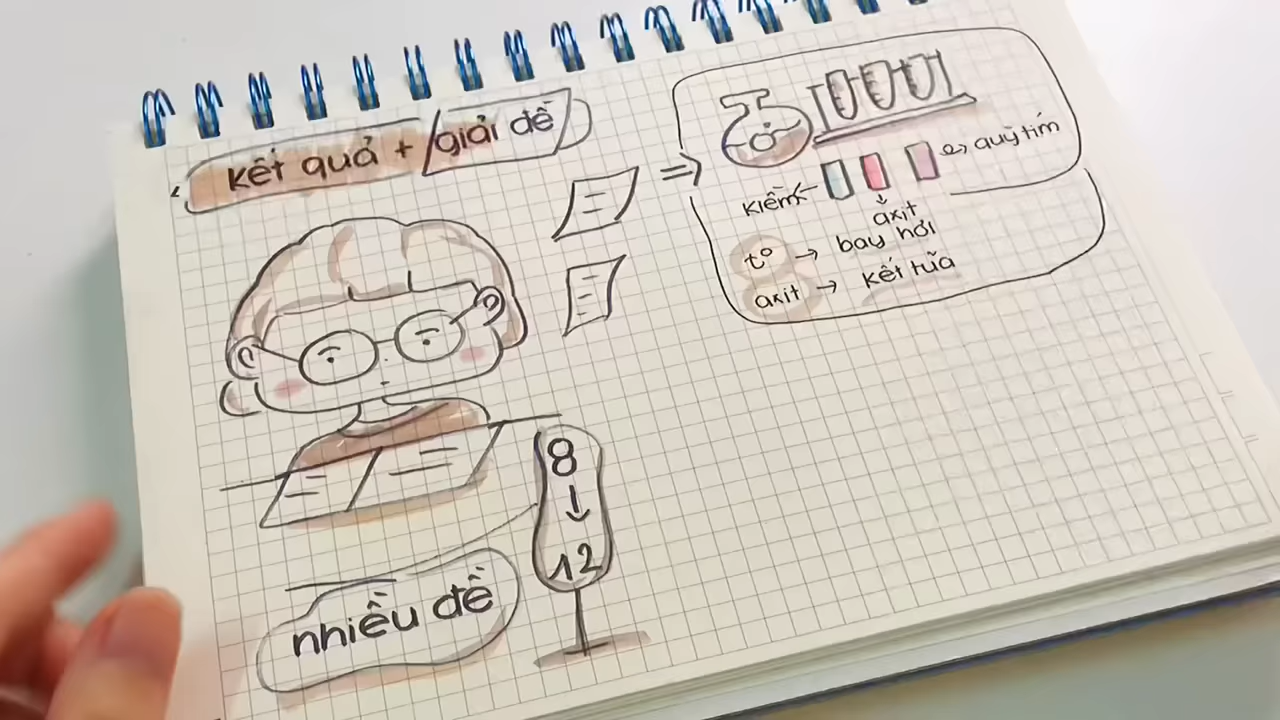 kết quả + giải đề
quỳ tím
kiềm
axit
t° → bay hơi
axit → kết tủa
8
↓
12
nhiều đề